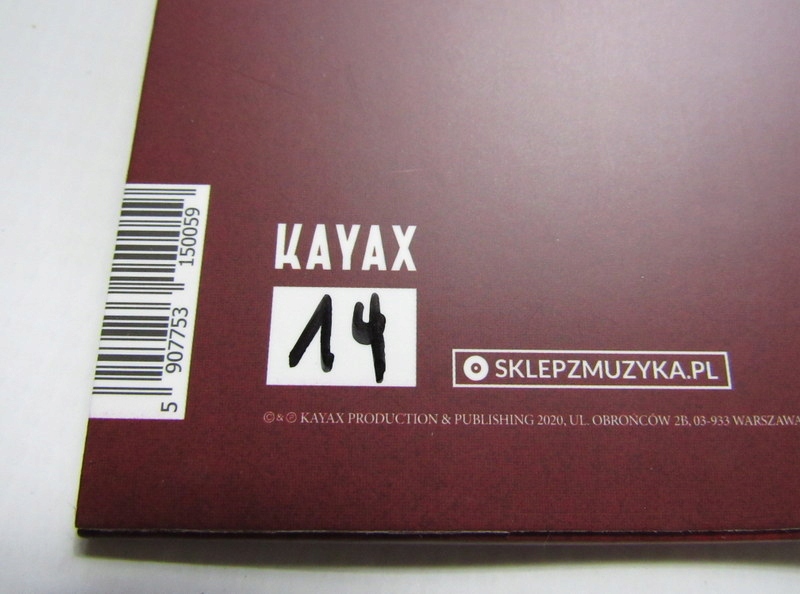 KAYAX
14
SKLEPZMUZYKA.PL
© & ℗ KAYAX PRODUCTION & PUBLISHING 2020, UL. OBROŃCÓW 2B, 03-933 WARSZAWA
5 907753 150059